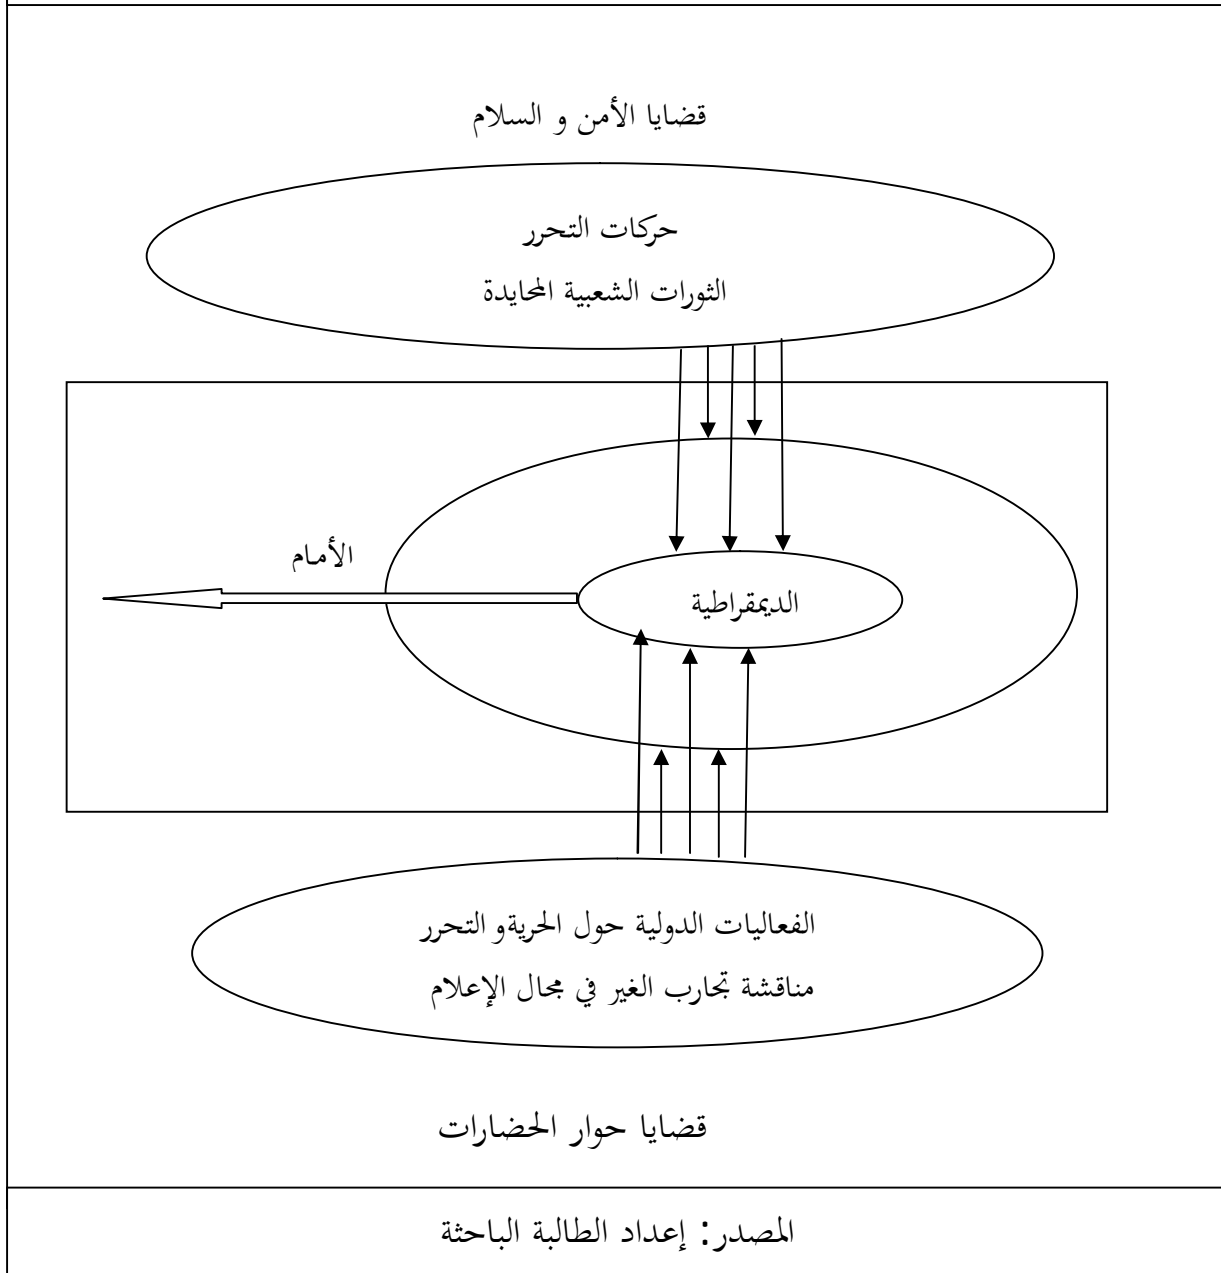 قضايا الأمن و السلام
حركات التحرر
الثورات الشعبية المحايدة
الأمام
الديمقراطية
الفعاليات الدولية حول الحريةو التحرر
مناقشة تجارب الغير في مجال الإعلام
قضايا حوار الحضارات
المصدر: إعداد الطالبة الباحثة